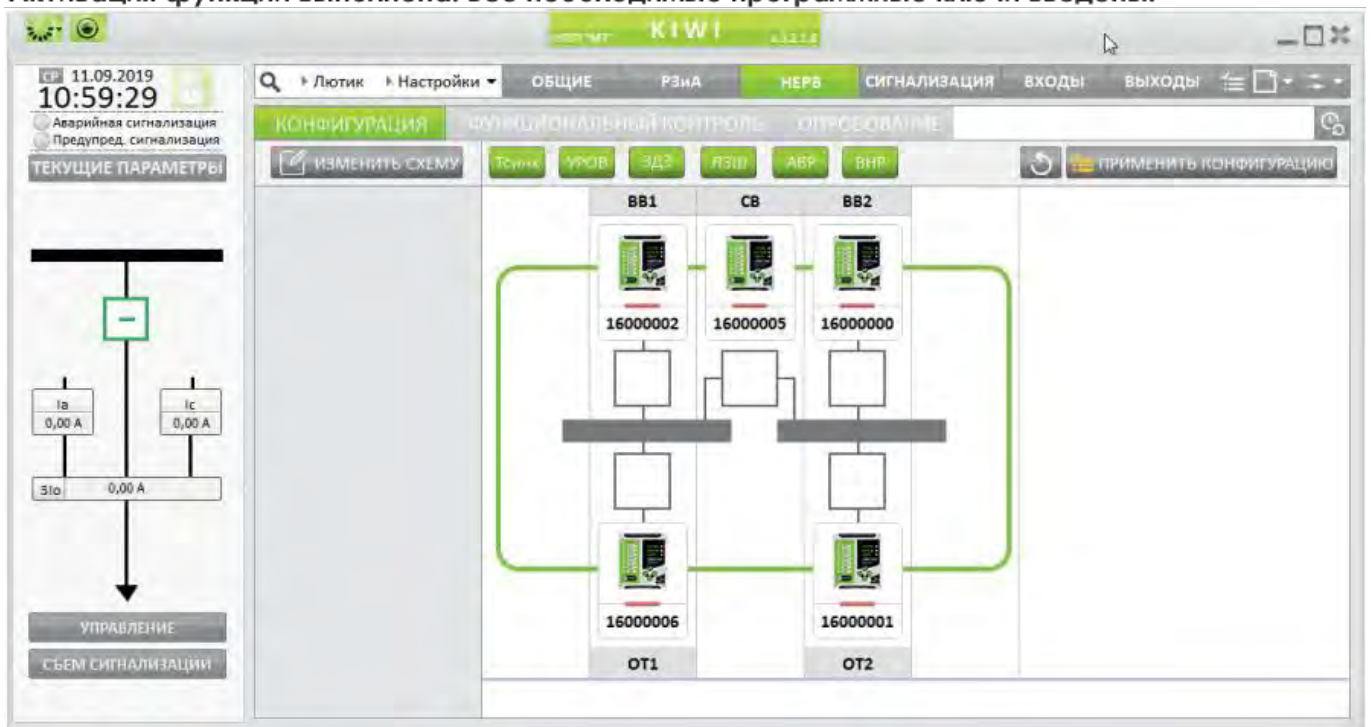 KIWI
СР 11.09.2019
10:59:29
Аварийная сигнализация
Предупред. сигнализация
ТЕКУЩИЕ ПАРАМЕТРЫ
Ia
0,00 A
Ic
0,00 A
3Io 0,00 A
УПРАВЛЕНИЕ
СЪЕМ СИГНАЛИЗАЦИИ
Лютик Настройки ОБЩИЕ РЗиА НЕРВ СИГНАЛИЗАЦИЯ ВХОДЫ ВЫХОДЫ
КОНФИГУРАЦИЯ ФУНКЦИОНАЛЬНЫЙ КОНТРОЛЬ ОПРОБОВАНИЕ
ИЗМЕНИТЬ СХЕМУ УРОВ ЗДЗ ЛЗШ АВР ВНР ПРИМЕНИТЬ КОНФИГУРАЦИЮ
ВВ1 СВ ВВ2
16000002 16000005 16000000
16000006 16000001
ОТ1 ОТ2